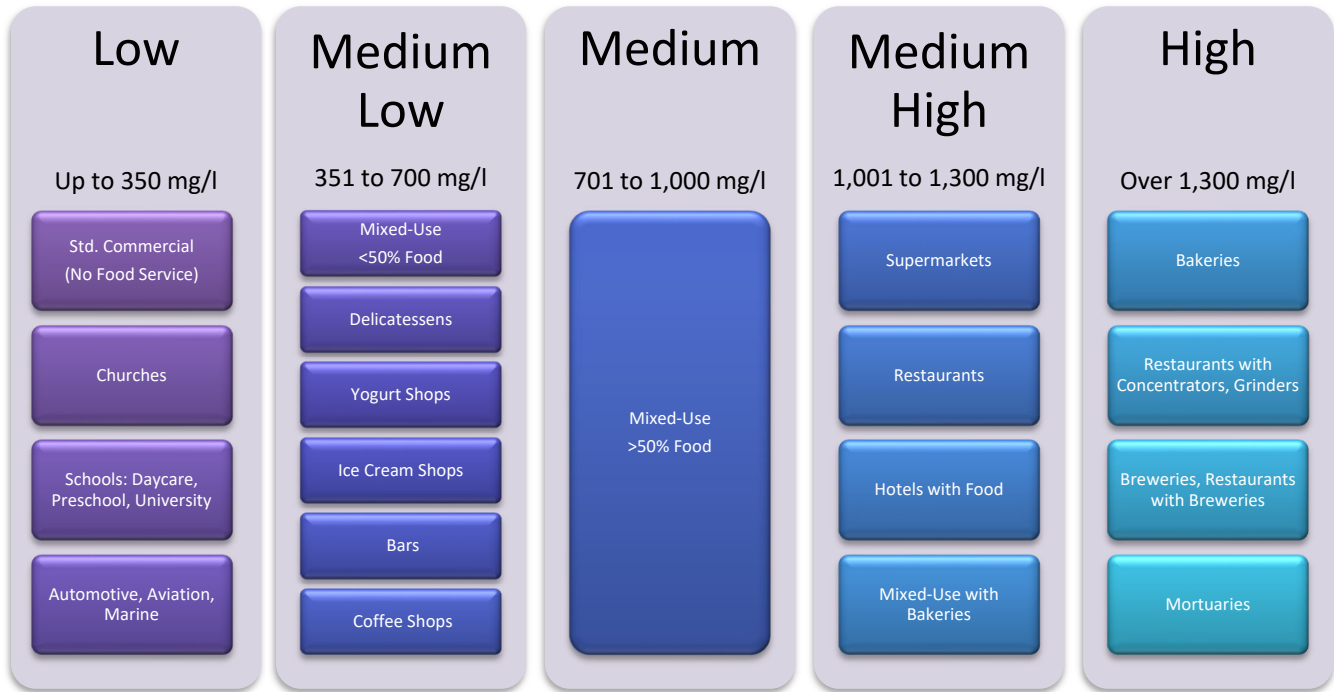 Low
Up to 350 mg/l
Std. Commercial
(No Food Service)
Churches
Schools: Daycare,
Preschool, University
Automotive, Aviation,
Marine
Medium
Low
351 to 700 mg/l
Mixed-Use
<50% Food
Delicatessens
Yogurt Shops
Ice Cream Shops
Bars
Coffee Shops
Medium
701 to 1,000 mg/l
Mixed-Use
>50% Food
Medium
High
1,001 to 1,300 mg/l
Supermarkets
Restaurants
Hotels with Food
Mixed-Use with
Bakeries
High
Over 1,300 mg/l
Bakeries
Restaurants with
Concentrators, Grinders
Breweries, Restaurants
with Breweries
Mortuaries